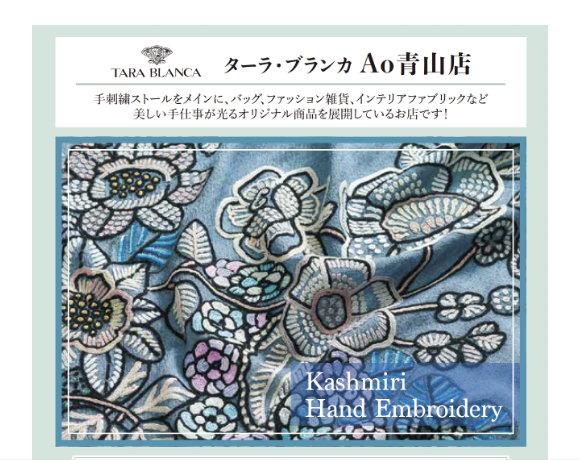 TARA BLANCA
ターラ・ブランカ Ao青山店
手刺繍ストールをメインに、バッグ、ファッション雑貨、インテリアファブリックなど
美しい手仕事が光るオリジナル商品を展開しているお店です!
Kashmiri
Hand Embroidery